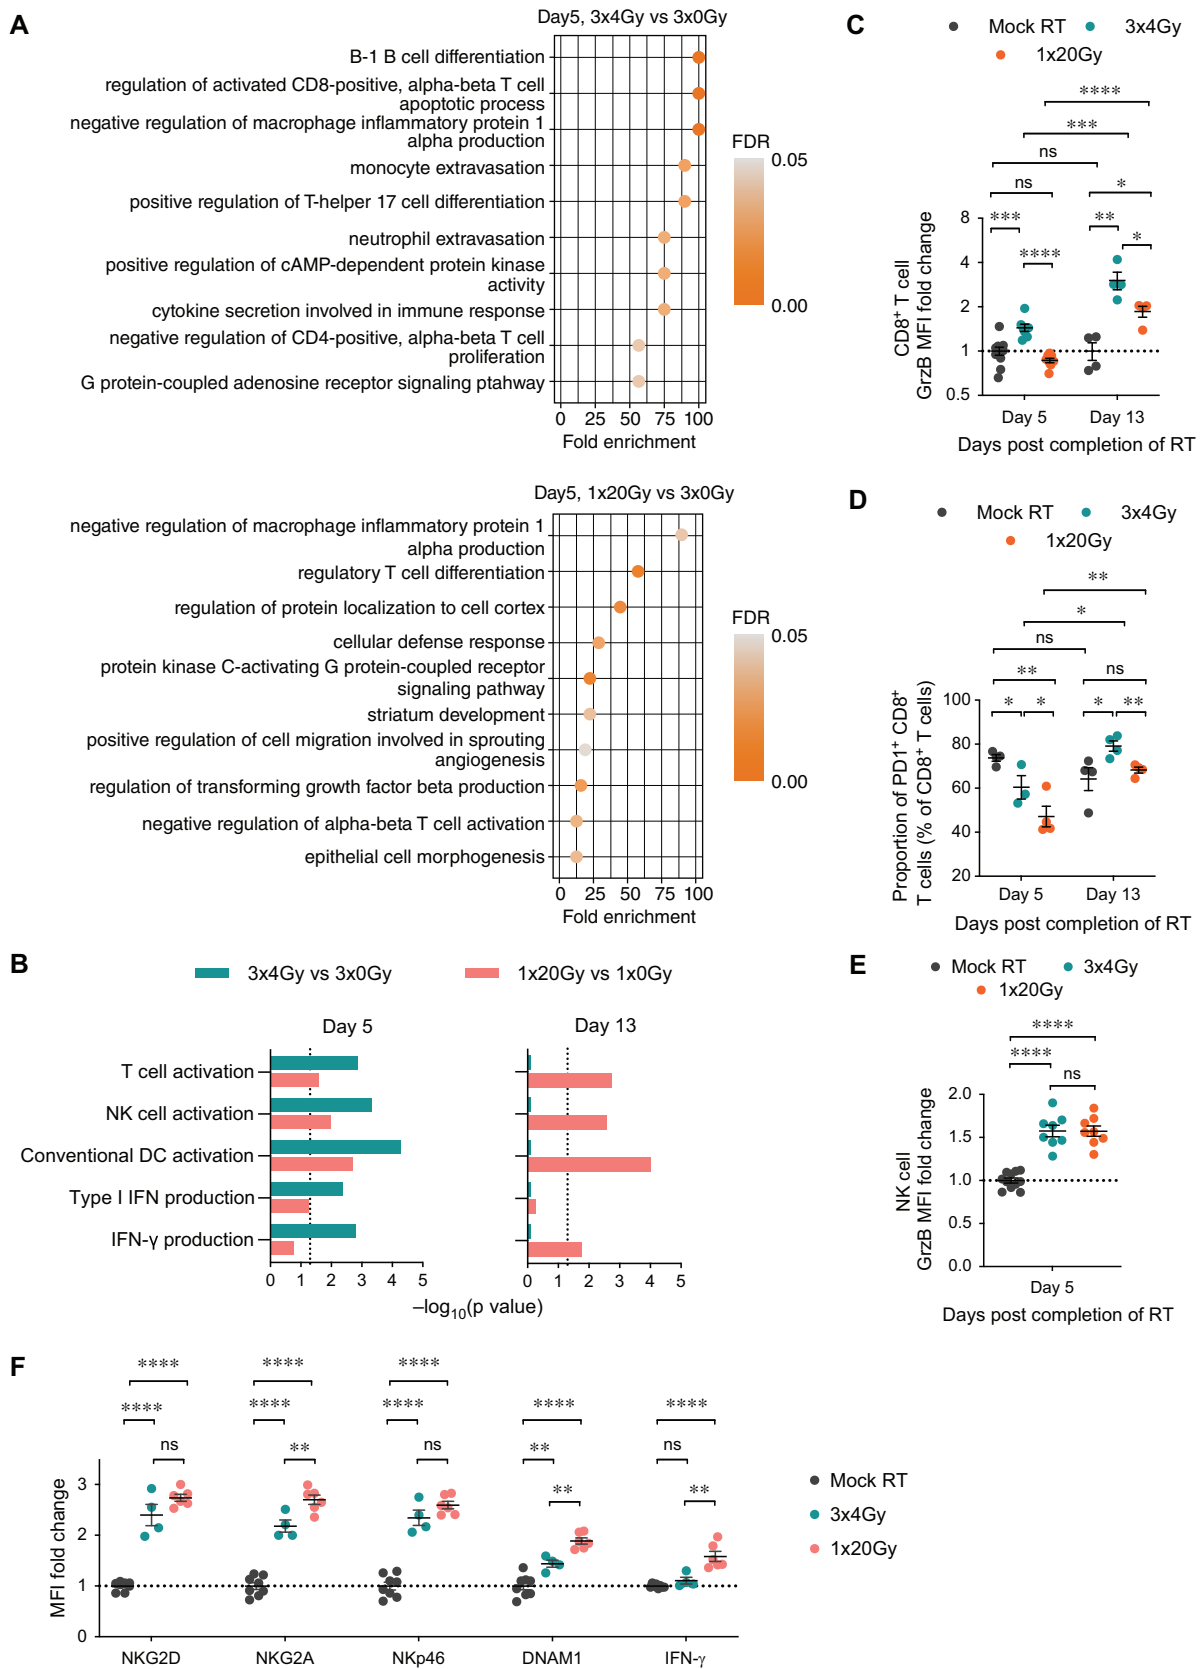 A
Day5, 3x4Gy vs 3x0Gy
B-1 B cell differentiation
regulation of activated CD8-positive, alpha-beta T cell
apoptotic process
negative regulation of macrophage inflammatory protein 1
alpha production
monocyte extravasation
positive regulation of T-helper 17 cell differentiation
neutrophil extravasation
positive regulation of cAMP-dependent protein kinase
activity
cytokine secretion involved in immune response
negative regulation of CD4-positive, alpha-beta T cell
proliferation
G protein-coupled adenosine receptor signaling ptahway
0 25 50 75 100
Fold enrichment
FDR
0.05
0.00
Day5, 1x20Gy vs 3x0Gy
negative regulation of macrophage inflammatory protein 1
alpha production
regulatory T cell differentiation
regulation of protein localization to cell cortex
cellular defense response
protein kinase C-activating G protein-coupled receptor
signaling pathway
striatum development
positive regulation of cell migration involved in sprouting
angiogenesis
regulation of transforming growth factor beta production
negative regulation of alpha-beta T cell activation
epithelial cell morphogenesis
0 25 50 75 100
Fold enrichment
FDR
0.05
0.00
B
3x4Gy vs 3x0Gy 1x20Gy vs 1x0Gy
Day 5 Day 13
T cell activation
NK cell activation
Conventional DC activation
Type I IFN production
IFN-γ production
0 1 2 3 4 5 0 1 2 3 4 5
–log10(p value)
C
Mock RT 3x4Gy
1x20Gy
****
***
ns
ns *
*** ** *
****
8
4
2
1
0.5
CD8+ T cell
GrzB MFI fold change
Day 5 Day 13
Days post completion of RT
D
Mock RT 3x4Gy
1x20Gy
**
*
ns
** ns
* * * **
100
80
60
40
20
Proportion of PD1+ CD8+
T cells (% of CD8+ T cells)
Day 5 Day 13
Days post completion of RT
E
Mock RT 3x4Gy
1x20Gy
****
****
ns
2.0
1.5
1.0
0.5
0.0
NK cell
GrzB MFI fold change
Day 5
Days post completion of RT
F
**** **** **** **** ****
**** **** **** ** ns
ns ** ns ** **
3
2
1
0
MFI fold change
NKG2D NKG2A NKp46 DNAM1 IFN-γ
Mock RT
3x4Gy
1x20Gy